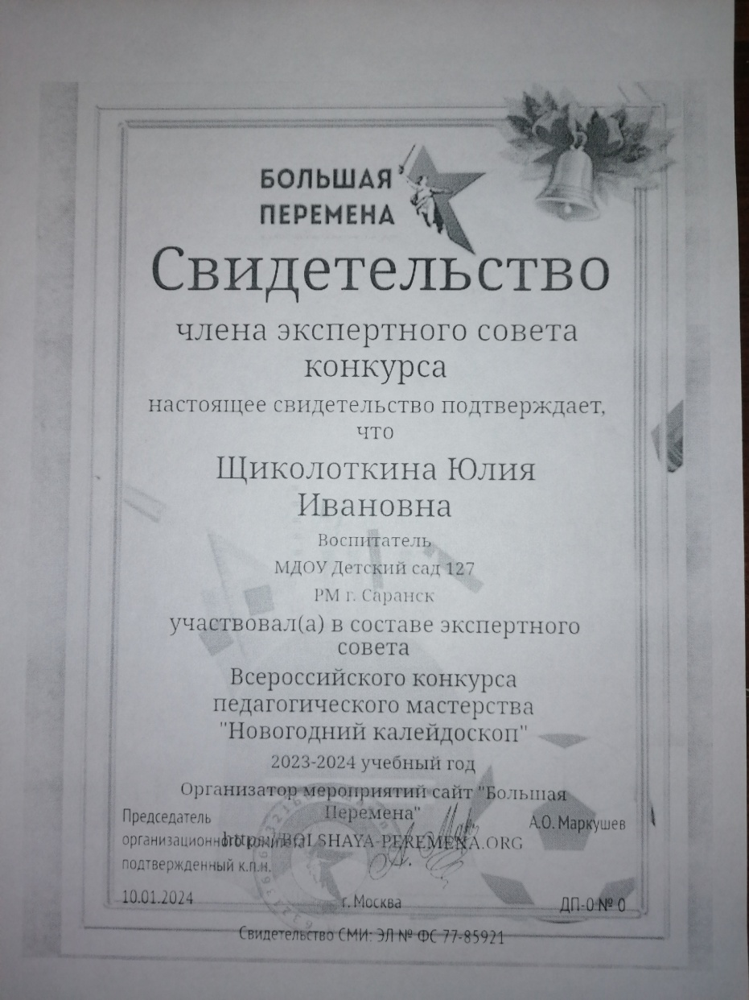 БОЛЬШАЯ
ПЕРЕМЕНА
Свидетельство
члена экспертного совета
конкурса
настоящее свидетельство подтверждает,
что
Щиколоткина Юлия
Ивановна
Воспитатель
МДОУ Детский сад 127
РМ г. Саранск
участвовал(а) в составе экспертного
совета
Всероссийского конкурса
педагогического мастерства
"Новогодний калейдоскоп"
2023-2024 учебный год
Организатор мероприятий сайт "Большая
Перемена"
https://BOLSHAYA-PEREMENA.ORG
Председатель
организационного комитета
подтвержденный к.п.н.
А.О. Маркушев
10.01.2024
г. Москва
ДП-0 № 0
Свидетельство СМИ: ЭЛ № ФС 77-85921